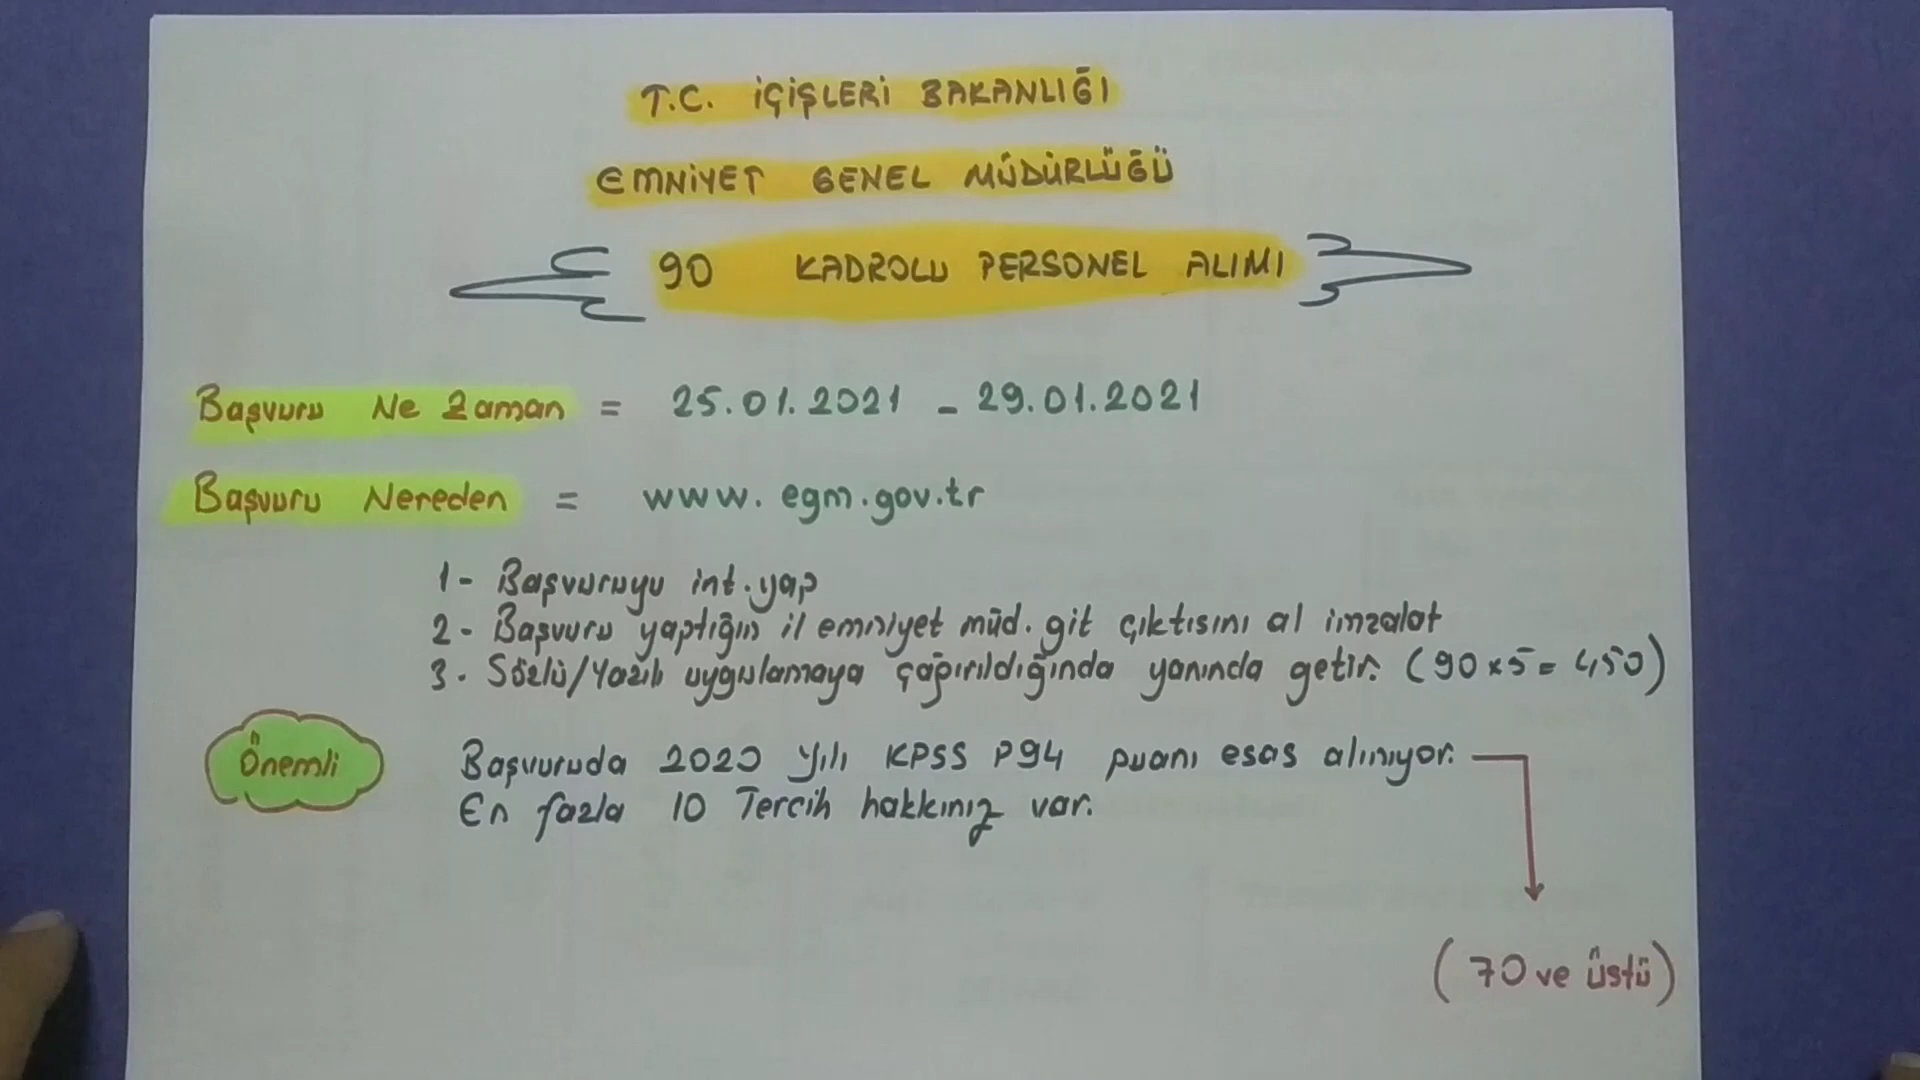 T.C. İÇİŞLERİ BAKANLIĞI
EMNİYET GENEL MÜDÜRLÜĞÜ
90 KADROLU PERSONEL ALIMI
Başvuru Ne Zaman = 25.01.2021 - 29.01.2021
Başvuru Nereden = www.egm.gov.tr
1- Başvuruyu int.yap
2- Başvuru yaptığın il emniyet müd. git çıktısını al imzalat
3. Sözlü/Yazılı uygulamaya çağırıldığında yanında getir. (90x5=450)
Önemli Başvuruda 2020 yılı KPSS P94 puanı esas alınıyor.
En fazla 10 Tercih hakkınız var.
(70 ve üstü)